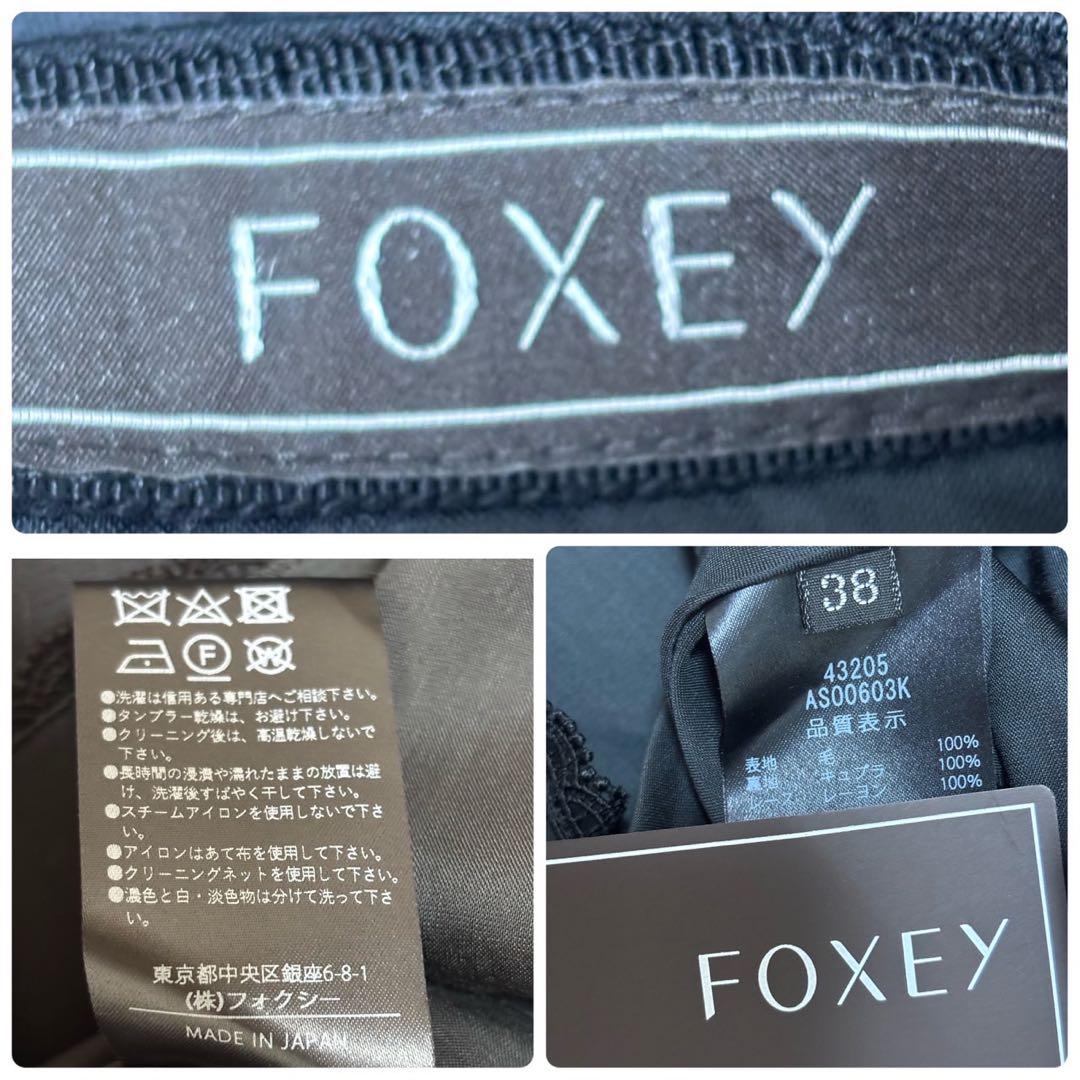 FOXEY
F
W
●洗濯は信用ある専門店へご相談下さい。
●タンブラー乾燥は、お避け下さい。
●クリーニング後は、高温乾燥しないで
下さい。
●長時間の浸漬や濡れたままの放置は避
け、洗濯後すばやく干して下さい。
●スチームアイロンを使用しないで下さ
い。
●アイロンはあて布を使用して下さい。
●クリーニングネットを使用して下さい。
●濃色と白・淡色物は分けて洗って下さ
い。
東京都中央区銀座6-8-1
(株)フォクシー
MADE IN JAPAN
38
43205
AS00603K
品質表示
表地 毛 100%
裏地 キュプラ 100%
レース レーヨン 100%
FOXEY